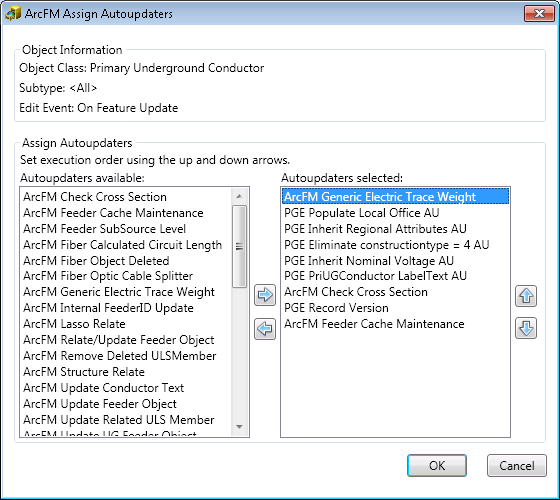 ArcFM Assign Autoupdaters
Object Information
Object Class: Primary Underground Conductor
Subtype: <All>
Edit Event: On Feature Update
Assign Autoupdaters
Set execution order using the up and down arrows.
Autoupdaters available:
ArcFM Check Cross Section
ArcFM Feeder Cache Maintenance
ArcFM Feeder SubSource Level
ArcFM Fiber Calculated Circuit Length
ArcFM Fiber Object Deleted
ArcFM Fiber Optic Cable Splitter
ArcFM Generic Electric Trace Weight
ArcFM Internal FeederID Update
ArcFM Lasso Relate
ArcFM Relate/Update Feeder Object
ArcFM Remove Deleted ULSMember
ArcFM Structure Relate
ArcFM Update Conductor Text
ArcFM Update Feeder Object
ArcFM Update Related ULS Member
ArcFM Update UG Feeder Object
Autoupdaters selected:
ArcFM Generic Electric Trace Weight
PGE Populate Local Office AU
PGE Inherit Regional Attributes AU
PGE Eliminate constructiontype = 4 AU
PGE Inherit Nominal Voltage AU
PGE PriUGConductor LabelText AU
ArcFM Check Cross Section
PGE Record Version
ArcFM Feeder Cache Maintenance
OK
Cancel